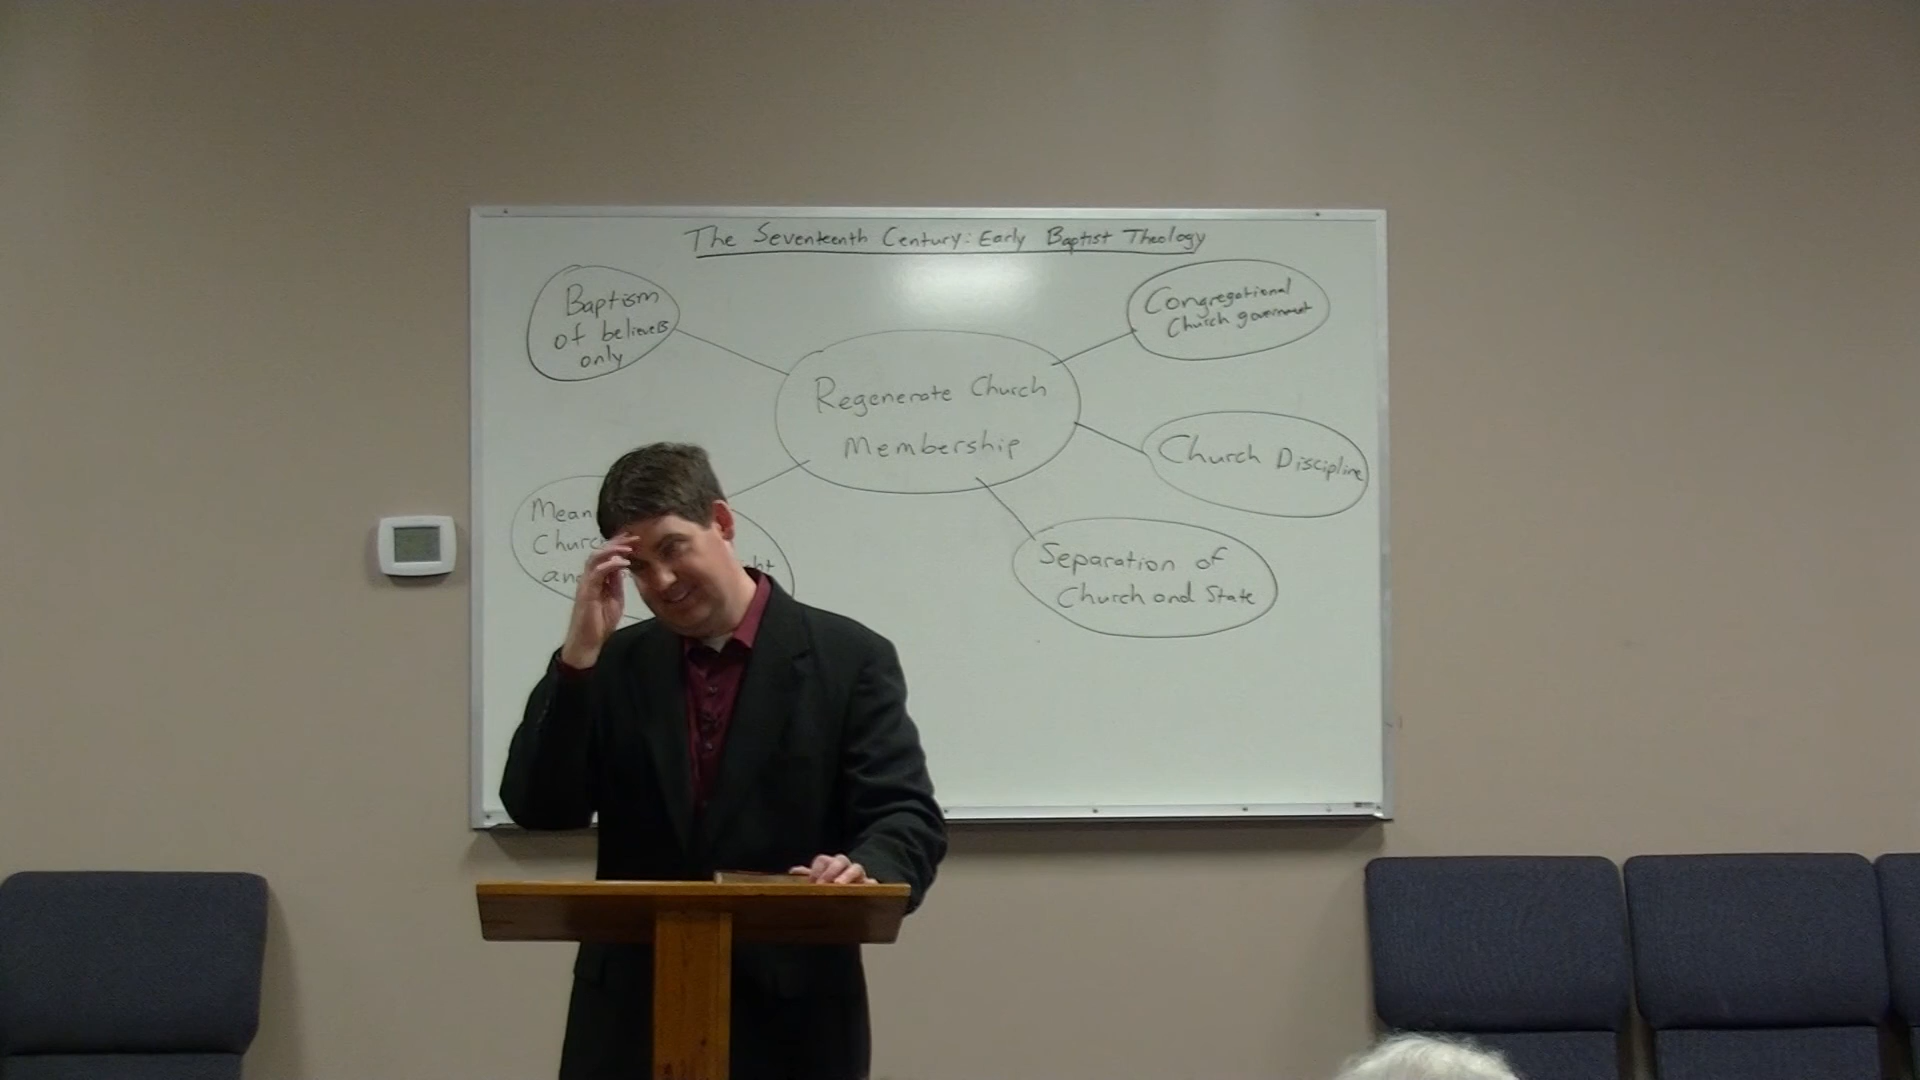 The Seventeenth Century: Early Baptist Theology
Baptism
of believers
only
Congregational
Church government
Regenerate Church
Membership
Church Discipline
Separation of
Church and State